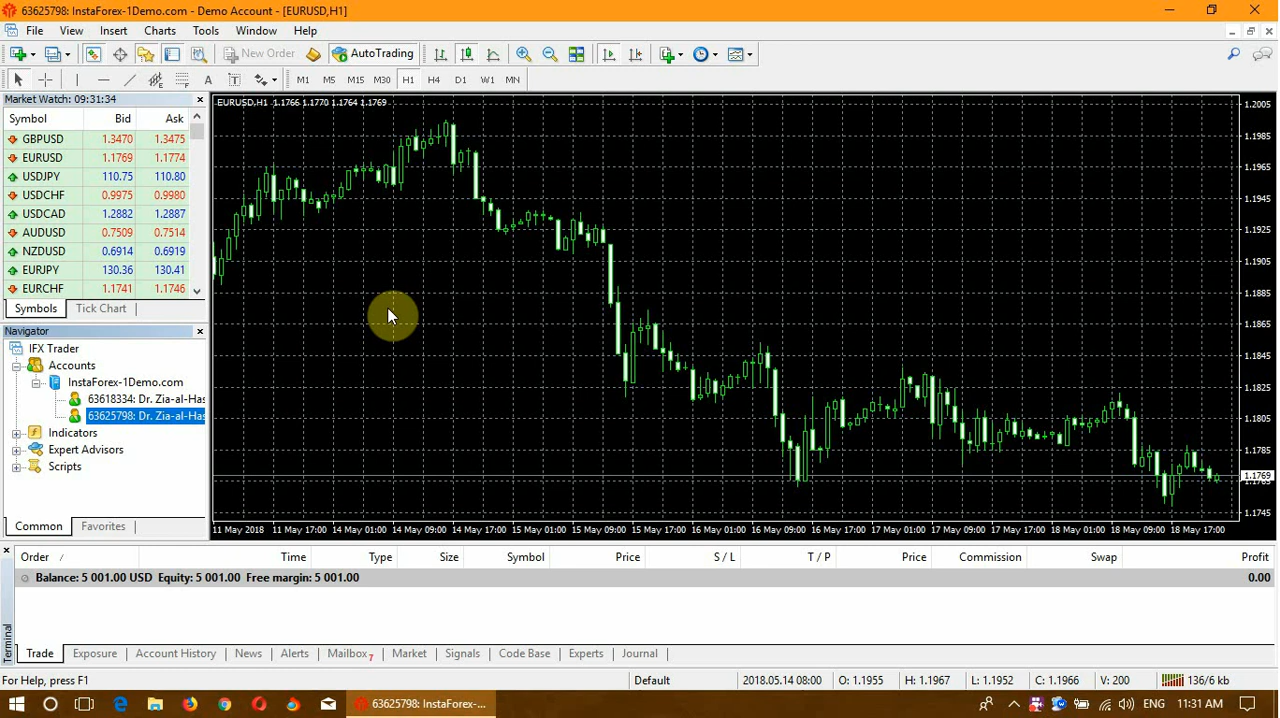 63625798: InstaForex-1Demo.com - Demo Account - [EURUSD,H1]
File View Insert Charts Tools Window Help
New Order AutoTrading
A T M1 M5 M15 M30 H1 H4 D1 W1 MN
Market Watch: 09:31:34
Symbol Bid Ask
GBPUSD 1.3470 1.3475
EURUSD 1.1769 1.1774
USDJPY 110.75 110.80
USDCHF 0.9975 0.9980
USDCAD 1.2882 1.2887
AUDUSD 0.7509 0.7514
NZDUSD 0.6914 0.6919
EURJPY 130.36 130.41
EURCHF 1.1741 1.1746
Symbols Tick Chart
Navigator
IFX Trader
Accounts
InstaForex-1Demo.com
63618334: Dr. Zia-al-Has
63625798: Dr. Zia-al-Has
Indicators
Expert Advisors
Scripts
Common Favorites
EURUSD,H1 1.1766 1.1770 1.1764 1.1769
1.2005
1.1985
1.1965
1.1945
1.1925
1.1905
1.1885
1.1865
1.1845
1.1825
1.1805
1.1785
1.1769
1.1745
11 May 2018 11 May 17:00 14 May 01:00 14 May 09:00 14 May 17:00 15 May 01:00 15 May 09:00 15 May 17:00 16 May 01:00 16 May 09:00 16 May 17:00 17 May 01:00 17 May 09:00 17 May 17:00 18 May 01:00 18 May 09:00 18 May 17:00
Order / Time Type Size Symbol Price S / L T / P Price Commission Swap Profit
Balance: 5 001.00 USD Equity: 5 001.00 Free margin: 5 001.00 0.00
Terminal
Trade Exposure Account History News Alerts Mailbox 7 Market Signals Code Base Experts Journal
For Help, press F1 Default 2018.05.14 08:00 O: 1.1955 H: 1.1967 L: 1.1952 C: 1.1966 V: 200 136/6 kb
63625798: InstaForex-... ENG 11:31 AM